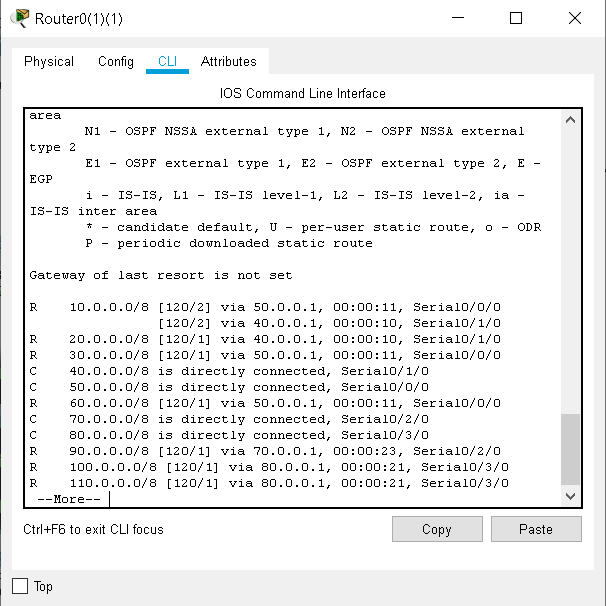 Router0(1)(1)
Physical Config CLI Attributes
IOS Command Line Interface
area
N1 - OSPF NSSA external type 1, N2 - OSPF NSSA external
type 2
E1 - OSPF external type 1, E2 - OSPF external type 2, E -
EGP
i - IS-IS, L1 - IS-IS level-1, L2 - IS-IS level-2, ia -
IS-IS inter area
* - candidate default, U - per-user static route, o - ODR
P - periodic downloaded static route
Gateway of last resort is not set
R 10.0.0.0/8 [120/2] via 50.0.0.1, 00:00:11, Serial0/0/0
[120/2] via 40.0.0.1, 00:00:10, Serial0/1/0
R 20.0.0.0/8 [120/1] via 40.0.0.1, 00:00:10, Serial0/1/0
R 30.0.0.0/8 [120/1] via 50.0.0.1, 00:00:11, Serial0/0/0
C 40.0.0.0/8 is directly connected, Serial0/1/0
C 50.0.0.0/8 is directly connected, Serial0/0/0
R 60.0.0.0/8 [120/1] via 50.0.0.1, 00:00:11, Serial0/0/0
C 70.0.0.0/8 is directly connected, Serial0/2/0
C 80.0.0.0/8 is directly connected, Serial0/3/0
R 90.0.0.0/8 [120/1] via 70.0.0.1, 00:00:23, Serial0/2/0
R 100.0.0.0/8 [120/1] via 80.0.0.1, 00:00:21, Serial0/3/0
R 110.0.0.0/8 [120/1] via 80.0.0.1, 00:00:21, Serial0/3/0
--More--
Ctrl+F6 to exit CLI focus
Copy Paste
Top